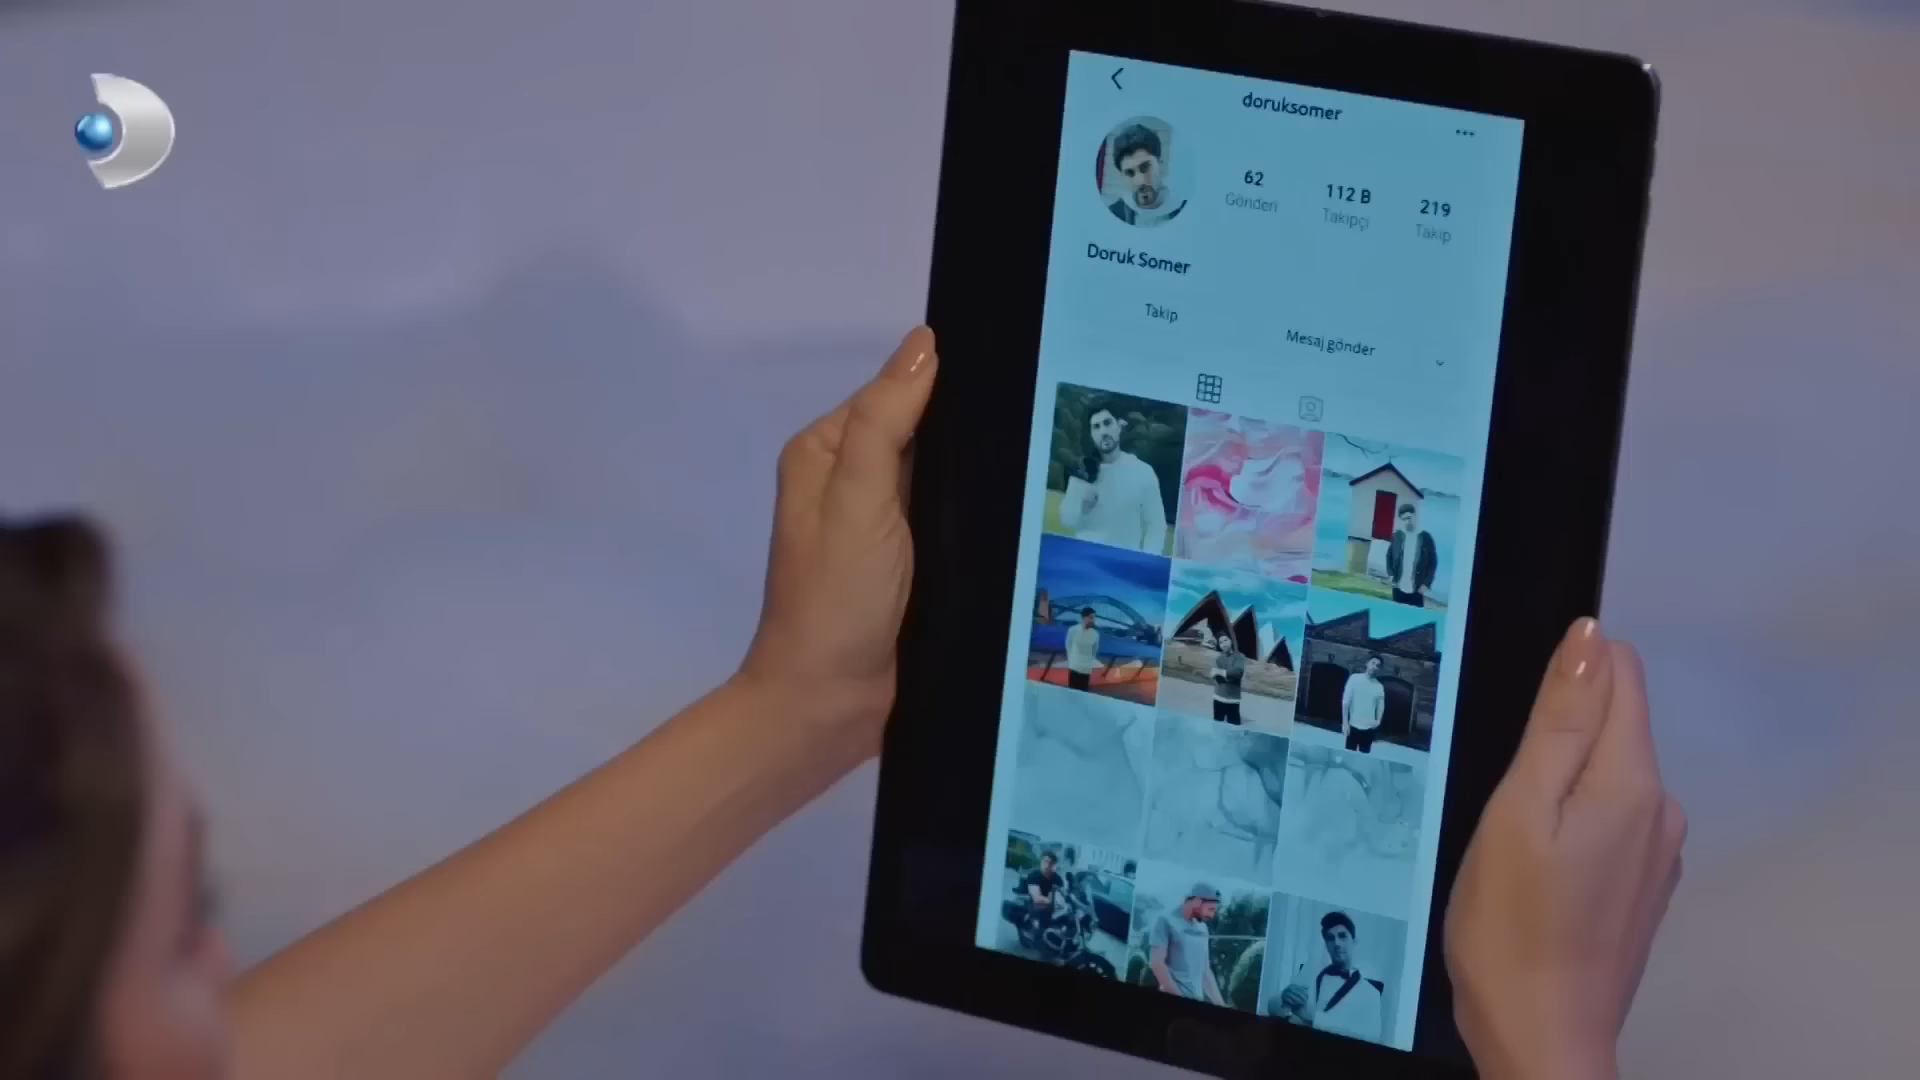 doruksomer
62
Gönderi
112 B
Takipçi
219
Takip
Doruk Somer
Takip
Mesaj gönder